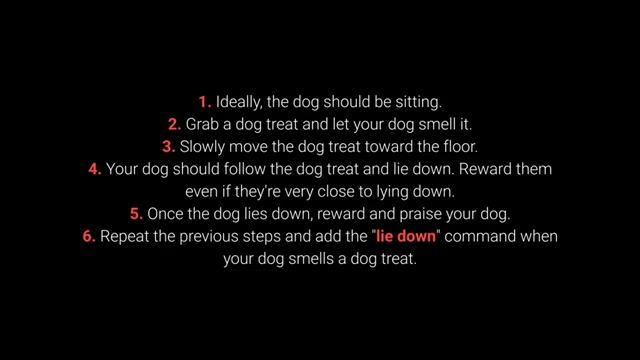 1. Ideally, the dog should be sitting.
2. Grab a dog treat and let your dog smell it.
3. Slowly move the dog treat toward the floor.
4. Your dog should follow the dog treat and lie down. Reward them
even if they're very close to lying down.
5. Once the dog lies down, reward and praise your dog.
6. Repeat the previous steps and add the "lie down" command when
your dog smells a dog treat.